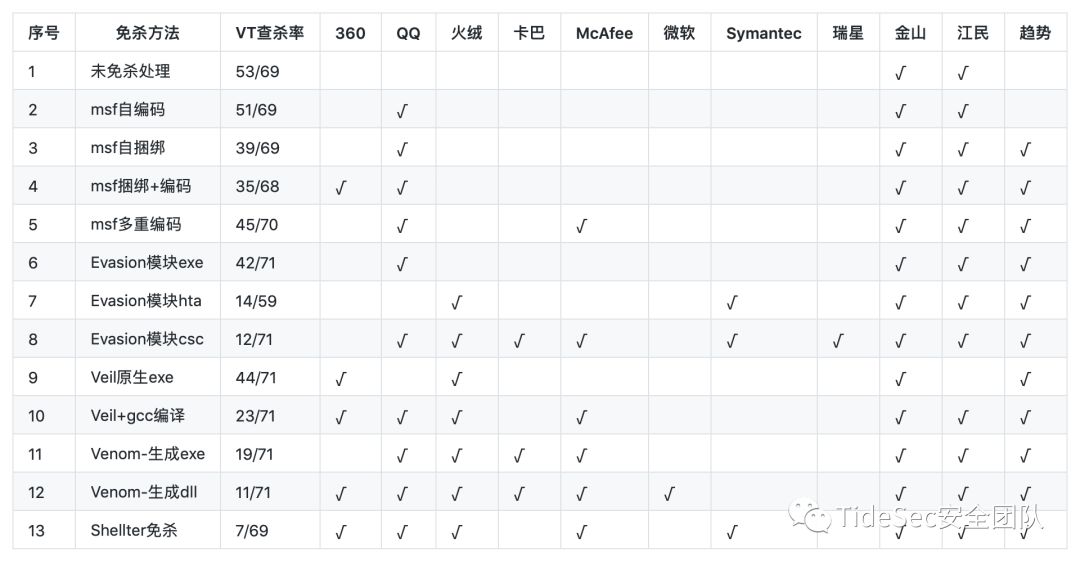 序号 免杀方法 VT查杀率 360 QQ 火绒 卡巴 McAfee 微软 Symantec 瑞星 金山 江民 趋势
1 未免杀处理 53/69 √ √
2 msf自编码 51/69 √ √ √
3 msf自捆绑 39/69 √ √ √ √
4 msf捆绑+编码 35/68 √ √ √ √ √
5 msf多重编码 45/70 √ √ √ √ √
6 Evasion模块exe 42/71 √ √ √ √
7 Evasion模块hta 14/59 √ √ √ √ √
8 Evasion模块csc 12/71 √ √ √ √ √ √ √ √ √
9 Veil原生exe 44/71 √ √ √ √
10 Veil+gcc编译 23/71 √ √ √ √ √ √ √
11 Venom-生成exe 19/71 √ √ √ √ √ √ √
12 Venom-生成dll 11/71 √ √ √ √ √ √ √ √ √
13 Shellter免杀 7/69 √ √ √ √ √ √ √ √
TideSec安全团队